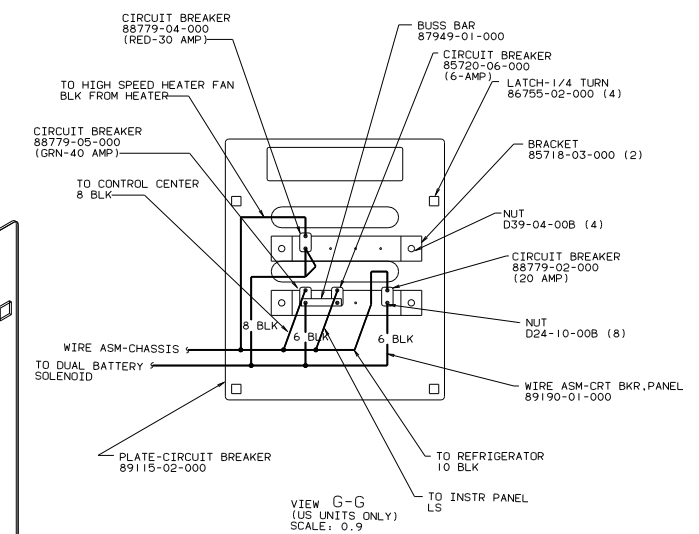 CIRCUIT BREAKER
88779-04-000
(RED-30 AMP)
BUSS BAR
87949-01-000
CIRCUIT BREAKER
85720-06-000
(6-AMP)
LATCH-1/4 TURN
86755-02-000 (4)
TO HIGH SPEED HEATER FAN
BLK FROM HEATER
CIRCUIT BREAKER
88779-05-000
(GRN-40 AMP)
BRACKET
85718-03-000 (2)
TO CONTROL CENTER
8 BLK
NUT
D39-04-00B (4)
CIRCUIT BREAKER
88779-02-000
(20 AMP)
NUT
D24-10-00B (8)
8 BLK
6 BLK
6 BLK
WIRE ASM-CHASSIS
TO DUAL BATTERY
SOLENOID
WIRE ASM-CRT BKR,PANEL
89190-01-000
PLATE-CIRCUIT BREAKER
89115-02-000
TO REFRIGERATOR
10 BLK
TO INSTR PANEL
LS
VIEW G-G
(US UNITS ONLY)
SCALE: 0.9